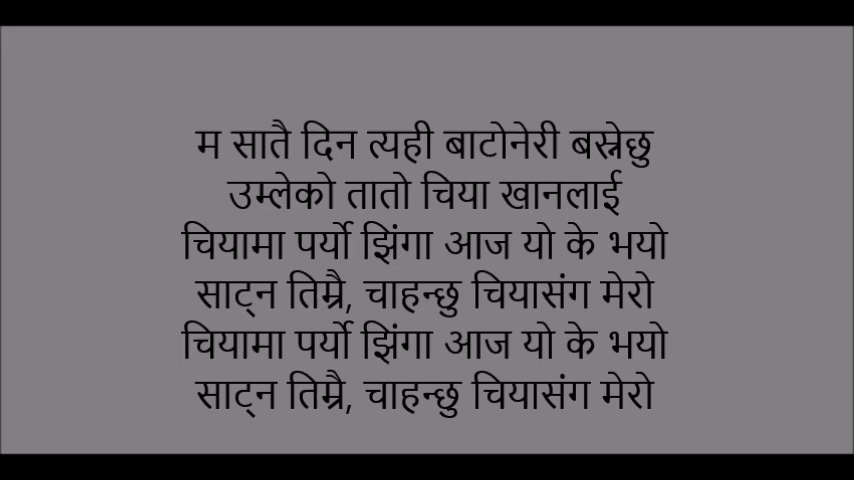 म सातै दिन त्यही बाटोनेरी बस्नेछु
उम्लेको तातो चिया खानलाई
चियामा पर्यो झिंगा आज यो के भयो
साट्न तिम्रै, चाहन्छु चियासंग मेरो
चियामा पर्यो झिंगा आज यो के भयो
साट्न तिम्रै, चाहन्छु चियासंग मेरो